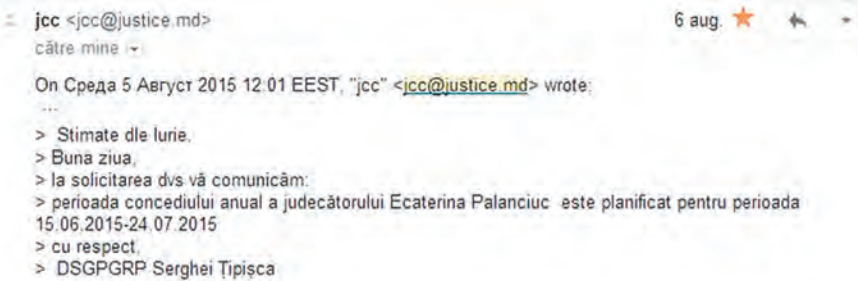 jcc <jcc@justice.md> 6 aug.
către mine
On Среда 5 Август 2015 12:01 EEST, "jcc" <jcc@justice.md> wrote:
...
> Stimate dle Iurie,
> Buna ziua,
> la solicitarea dvs vă comunicăm:
> perioada concediului anual a judecătorului Ecaterina Palanciuc este planificat pentru perioada
15.06.2015-24.07.2015
> cu respect,
> DSGPGRP Serghei Țipișca